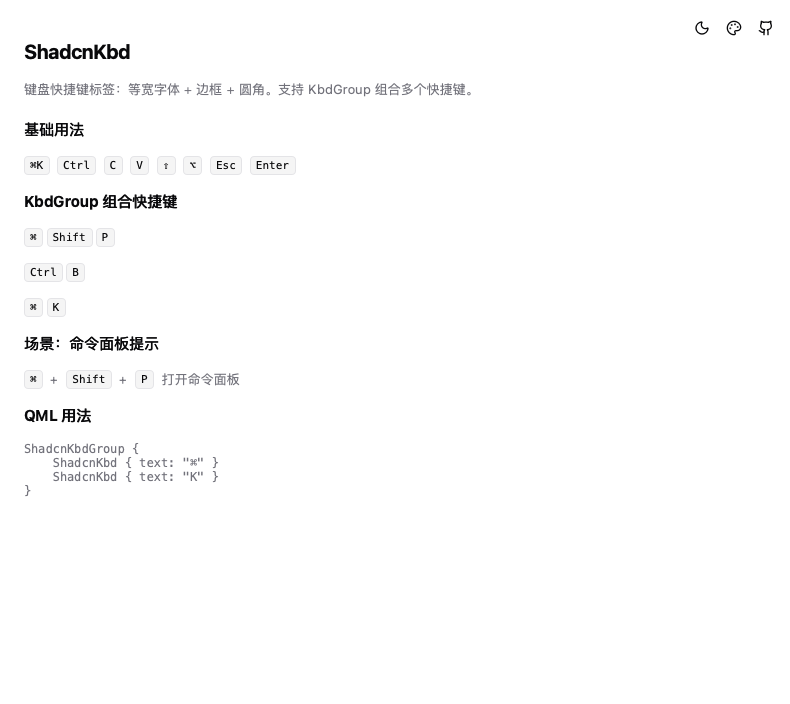 ShadcnKbd
键盘快捷键标签：等宽字体 + 边框 + 圆角。支持 KbdGroup 组合多个快捷键。
基础用法
⌘K Ctrl C V ⇧ ⌥ Esc Enter
KbdGroup 组合快捷键
⌘ Shift P
Ctrl B
⌘ K
场景：命令面板提示
⌘ + Shift + P 打开命令面板
QML 用法
ShadcnKbdGroup {
    ShadcnKbd { text: "⌘" }
    ShadcnKbd { text: "K" }
}